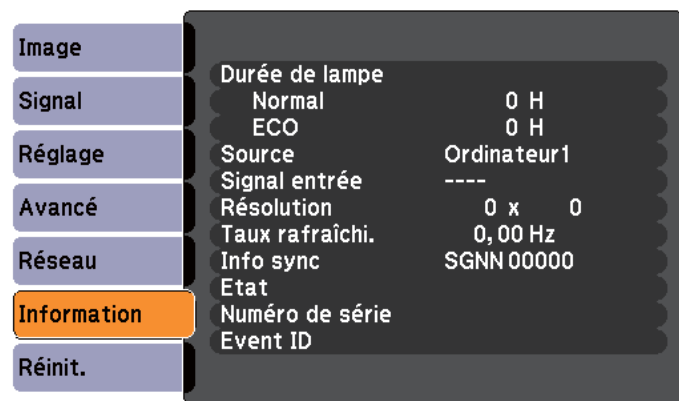 Image
Signal
Réglage
Avancé
Réseau
Information
Réinit.
Durée de lampe
Normal 0 H
ECO 0 H
Source Ordinateur1
Signal entrée ----
Résolution 0 x 0
Taux rafraîchi. 0,00 Hz
Info sync SGNN 00000
Etat
Numéro de série
Event ID